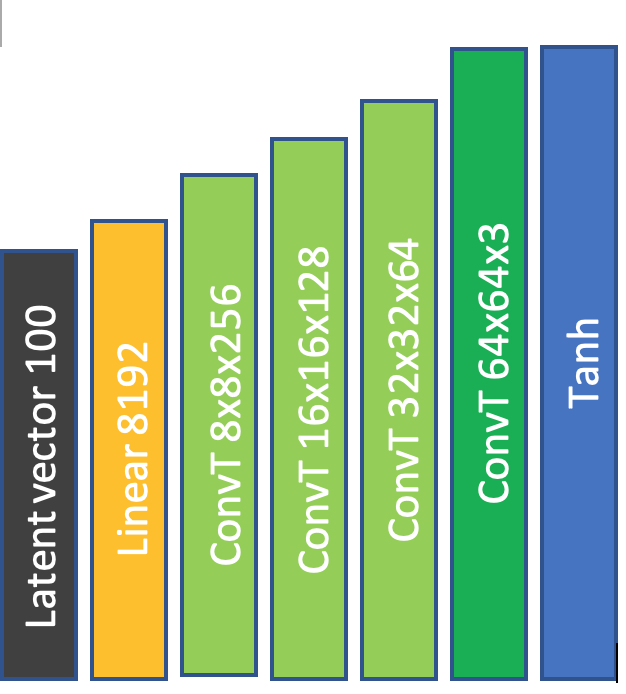 Latent vector 100
Linear 8192
ConvT 8x8x256
ConvT 16x16x128
ConvT 32x32x64
ConvT 64x64x3
Tanh